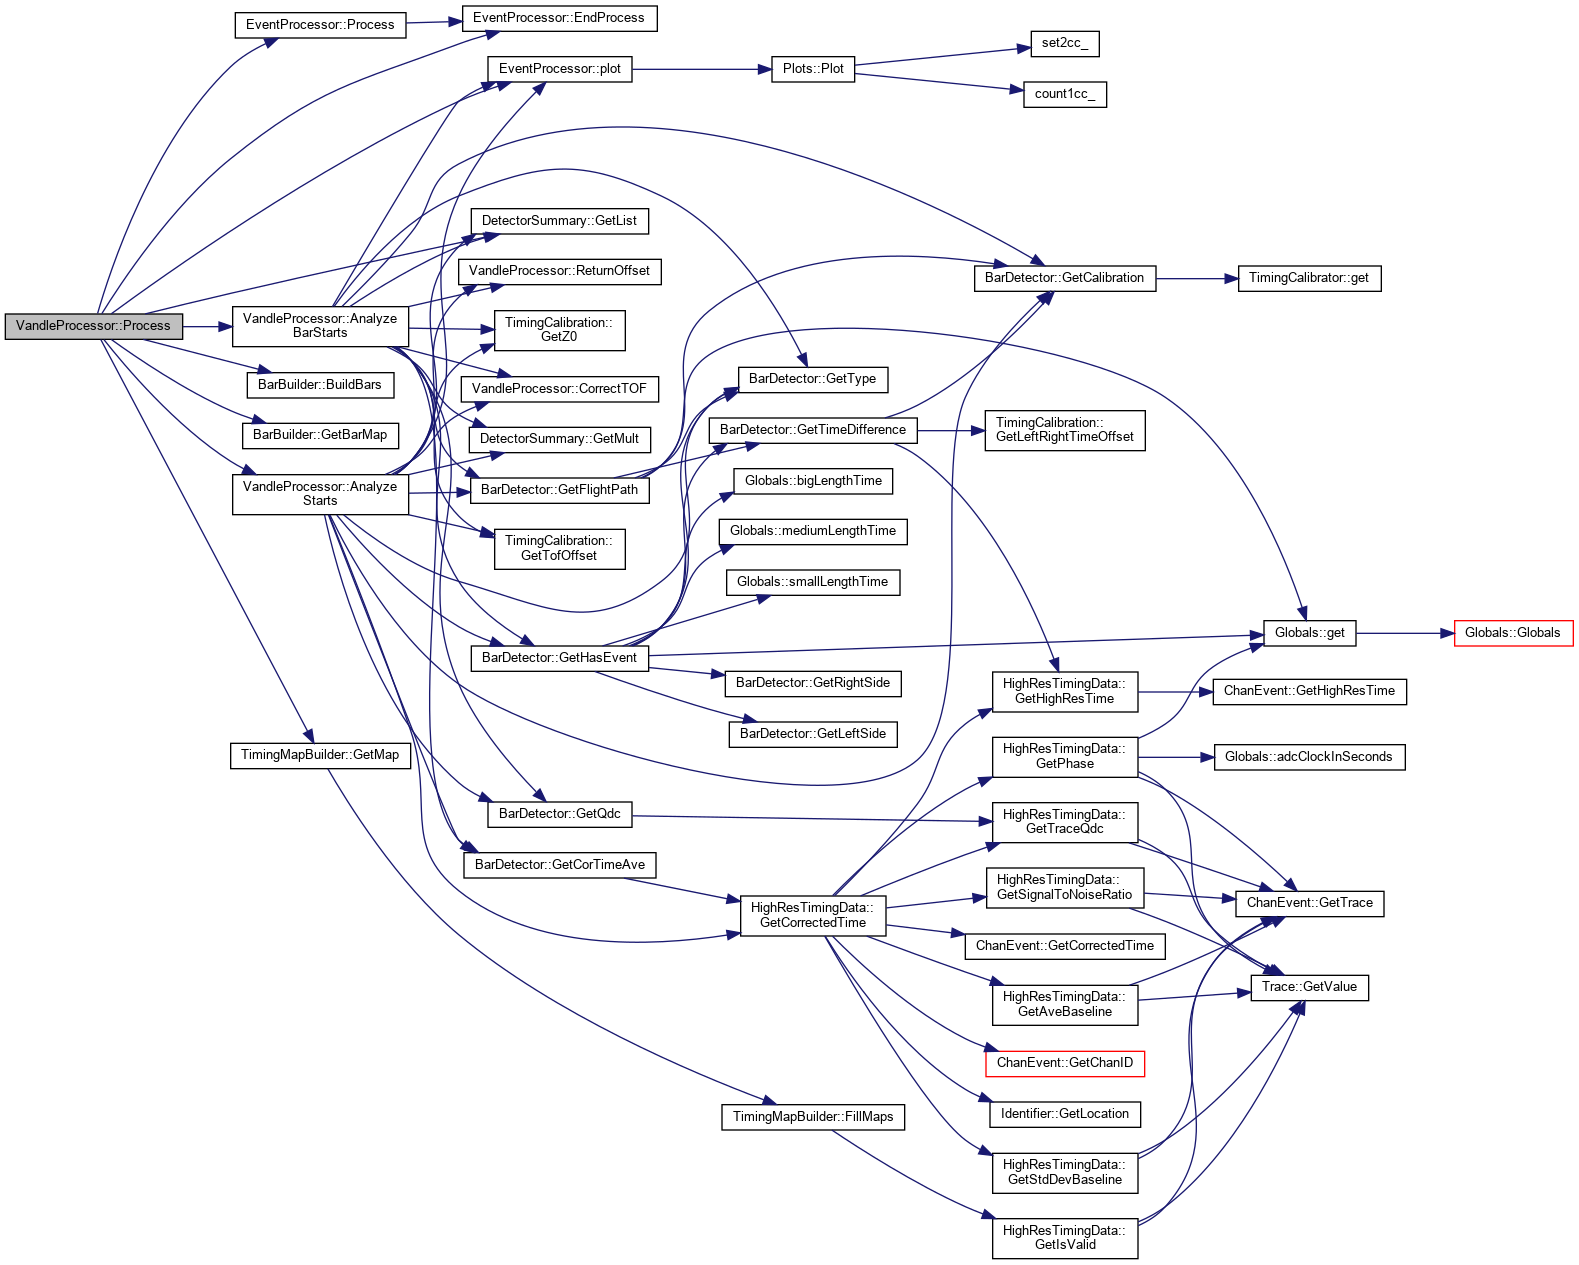 VandleProcessor::Process
EventProcessor::Process
EventProcessor::EndProcess
EventProcessor::plot
Plots::Plot
set2cc_
count1cc_
VandleProcessor::Analyze
BarStarts
BarBuilder::BuildBars
BarBuilder::GetBarMap
VandleProcessor::Analyze
Starts
TimingMapBuilder::GetMap
DetectorSummary::GetList
VandleProcessor::ReturnOffset
TimingCalibration::
GetZ0
VandleProcessor::CorrectTOF
DetectorSummary::GetMult
BarDetector::GetFlightPath
TimingCalibration::
GetTofOffset
BarDetector::GetHasEvent
BarDetector::GetQdc
BarDetector::GetCorTimeAve
BarDetector::GetType
BarDetector::GetTimeDifference
Globals::bigLengthTime
Globals::mediumLengthTime
Globals::smallLengthTime
BarDetector::GetRightSide
BarDetector::GetLeftSide
HighResTimingData::
GetCorrectedTime
TimingMapBuilder::FillMaps
BarDetector::GetCalibration
TimingCalibrator::get
TimingCalibration::
GetLeftRightTimeOffset
Globals::get
Globals::Globals
HighResTimingData::
GetHighResTime
ChanEvent::GetHighResTime
HighResTimingData::
GetPhase
Globals::adcClockInSeconds
HighResTimingData::
GetTraceQdc
HighResTimingData::
GetSignalToNoiseRatio
ChanEvent::GetTrace
ChanEvent::GetCorrectedTime
HighResTimingData::
GetAveBaseline
Trace::GetValue
ChanEvent::GetChanID
Identifier::GetLocation
HighResTimingData::
GetStdDevBaseline
HighResTimingData::
GetIsValid